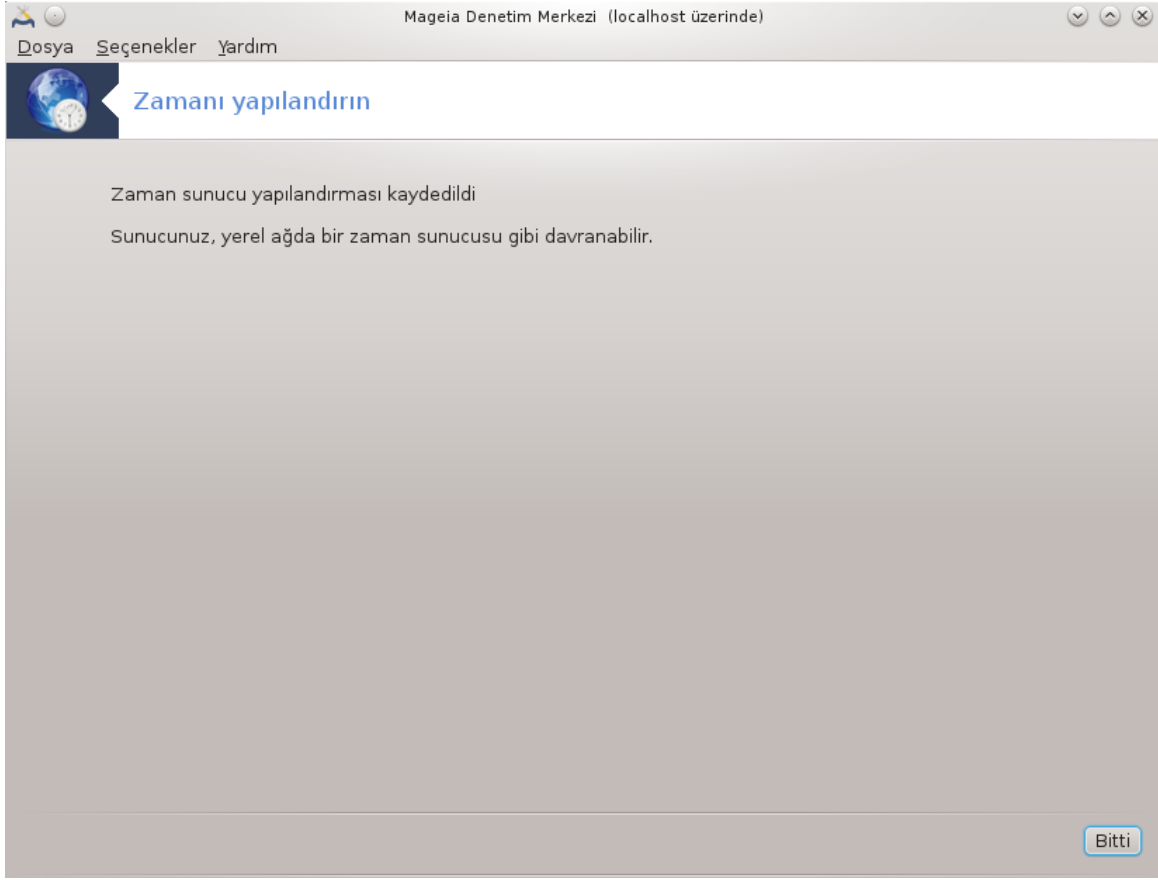 Mageia Denetim Merkezi (localhost üzerinde)
Dosya Seçenekler Yardım
Zamanı yapılandırın
Zaman sunucu yapılandırması kaydedildi
Sunucunuz, yerel ağda bir zaman sunucusu gibi davranabilir.
Bitti